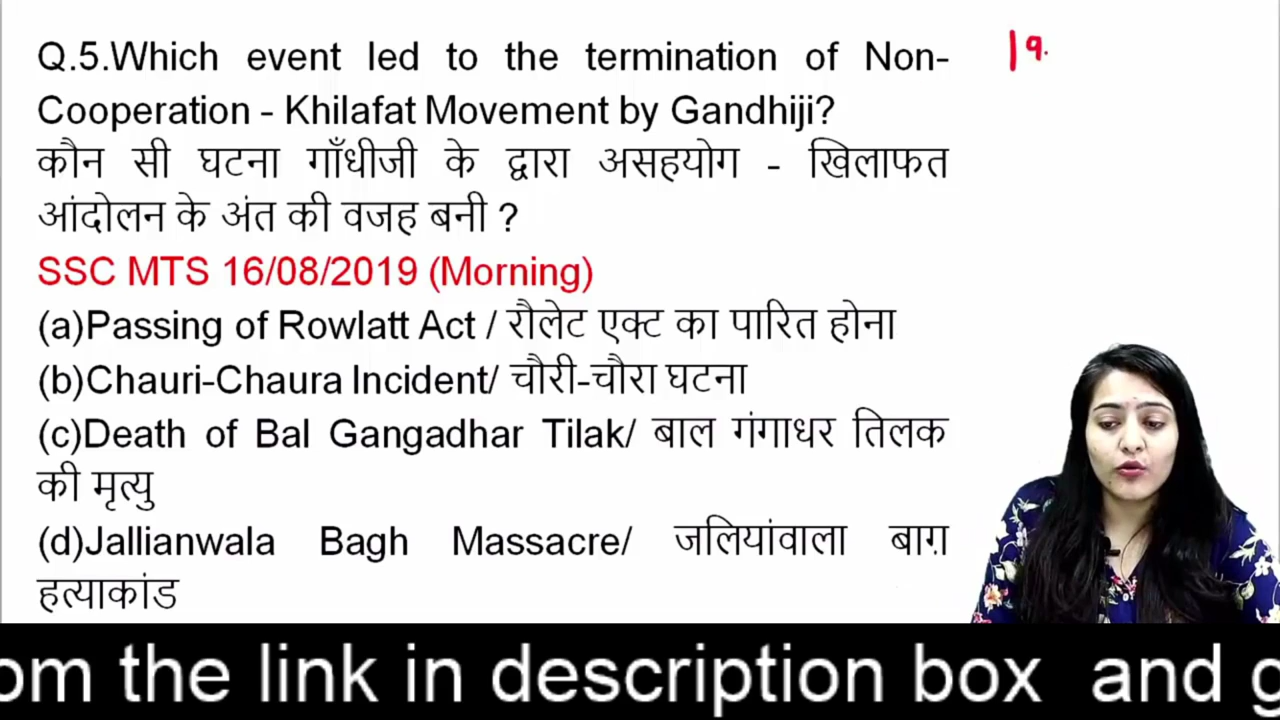 Q.5.Which event led to the termination of Non-
Cooperation - Khilafat Movement by Gandhiji?
कौन सी घटना गाँधीजी के द्वारा असहयोग - खिलाफत
आंदोलन के अंत की वजह बनी ?
SSC MTS 16/08/2019 (Morning)
(a)Passing of Rowlatt Act / रौलेट एक्ट का पारित होना
(b)Chauri-Chaura Incident/ चौरी-चौरा घटना
(c)Death of Bal Gangadhar Tilak/ बाल गंगाधर तिलक
की मृत्यु
(d)Jallianwala Bagh Massacre/ जलियांवाला बाग़
हत्याकांड
19
om the link in description box and g